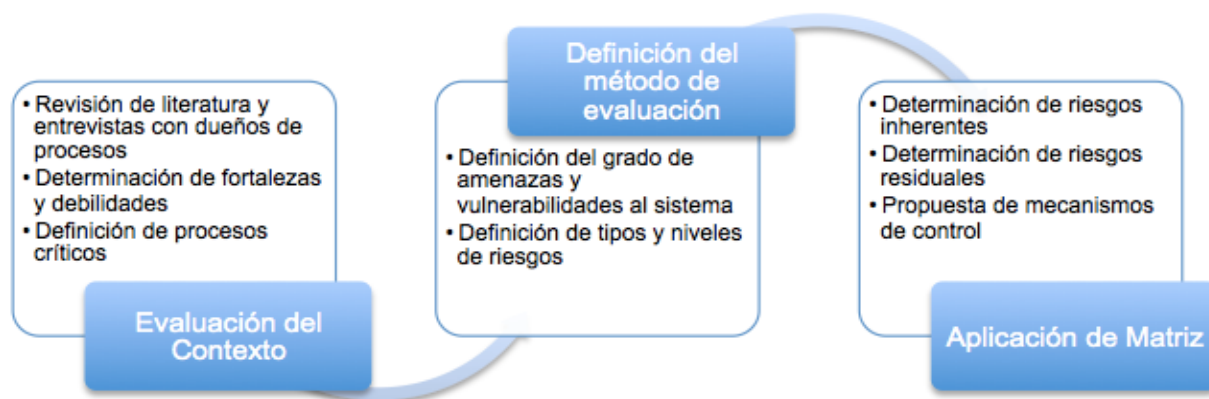 • Revisión de literatura y
entrevistas con dueños de
procesos
• Determinación de fortalezas
y debilidades
• Definición de procesos
críticos
Evaluación del
Contexto
Definición del
método de
evaluación
• Definición del grado de
amenazas y
vulnerabilidades al sistema
• Definición de tipos y niveles
de riesgos
• Determinación de riesgos
inherentes
• Determinación de riesgos
residuales
• Propuesta de mecanismos
de control
Aplicación de Matriz